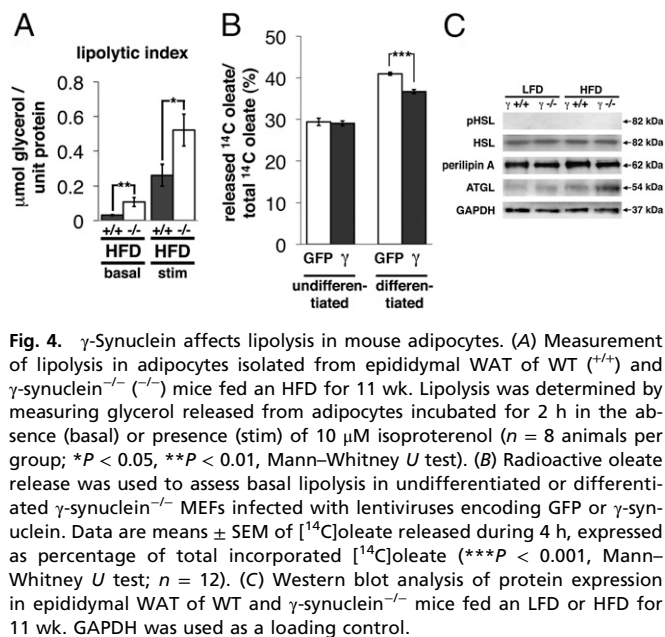 A
B
C
lipolytic index
μmol glycerol /
unit protein
0.8
0.6
0.4
0.2
0
**
*
+/+ -/- +/+ -/-
HFD HFD
basal stim
released ¹⁴C oleate/
total ¹⁴C oleate (%)
50
40
30
20
10
0
***
GFP γ GFP γ
undifferen-
tiated
differen-
tiated
LFD HFD
γ +/+ γ -/- γ +/+ γ -/-
pHSL 82 kDa
HSL 82 kDa
perilipin A 62 kDa
ATGL 54 kDa
GAPDH 37 kDa
Fig. 4. γ-Synuclein affects lipolysis in mouse adipocytes. (A) Measurement
of lipolysis in adipocytes isolated from epididymal WAT of WT (⁺/⁺) and
γ-synuclein⁻/⁻ (⁻/⁻) mice fed an HFD for 11 wk. Lipolysis was determined by
measuring glycerol released from adipocytes incubated for 2 h in the ab-
sence (basal) or presence (stim) of 10 μM isoproterenol (n = 8 animals per
group; *P < 0.05, **P < 0.01, Mann–Whitney U test). (B) Radioactive oleate
release was used to assess basal lipolysis in undifferentiated or differenti-
ated γ-synuclein⁻/⁻ MEFs infected with lentiviruses encoding GFP or γ-syn-
uclein. Data are means ± SEM of [¹⁴C]oleate released during 4 h, expressed
as percentage of total incorporated [¹⁴C]oleate (***P < 0.001, Mann–
Whitney U test; n = 12). (C) Western blot analysis of protein expression
in epididymal WAT of WT and γ-synuclein⁻/⁻ mice fed an LFD or HFD for
11 wk. GAPDH was used as a loading control.